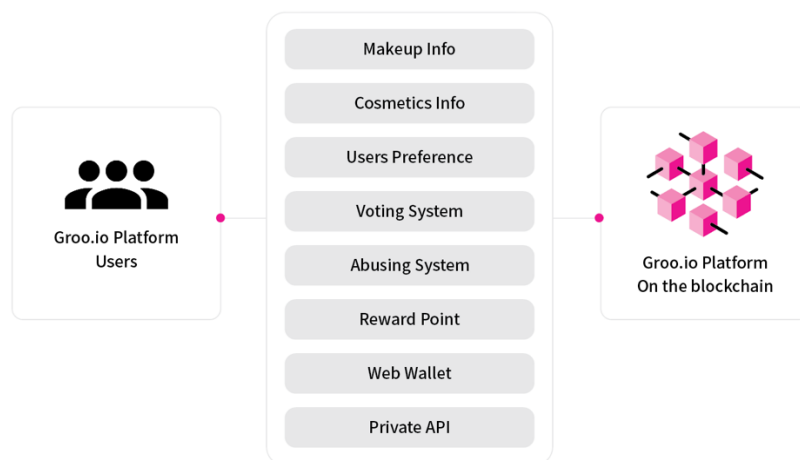 Groo.io Platform
Users
Makeup Info
Cosmetics Info
Users Preference
Voting System
Abusing System
Reward Point
Web Wallet
Private API
Groo.io Platform
On the blockchain